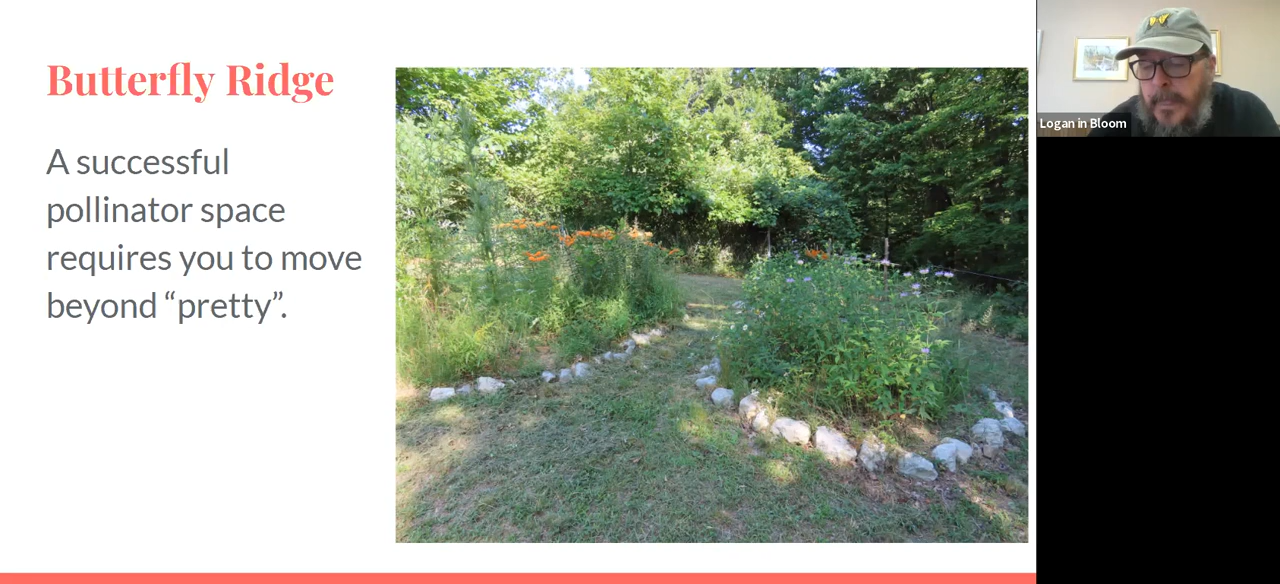 Butterfly Ridge
A successful
pollinator space
requires you to move
beyond “pretty”.
Logan in Bloom